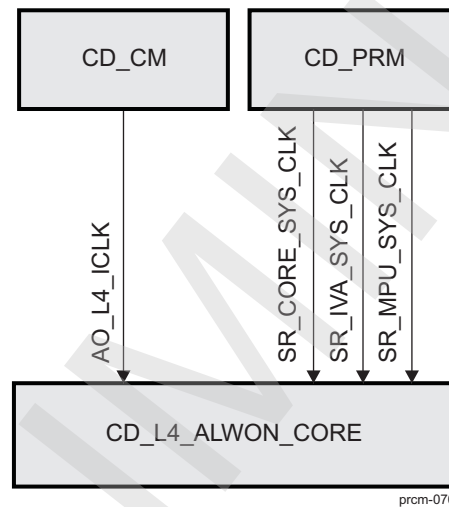 CD_CM
CD_PRM
AO_L4_ICLK
SR_CORE_SYS_CLK
SR_IVA_SYS_CLK
SR_MPU_SYS_CLK
CD_L4_ALWON_CORE